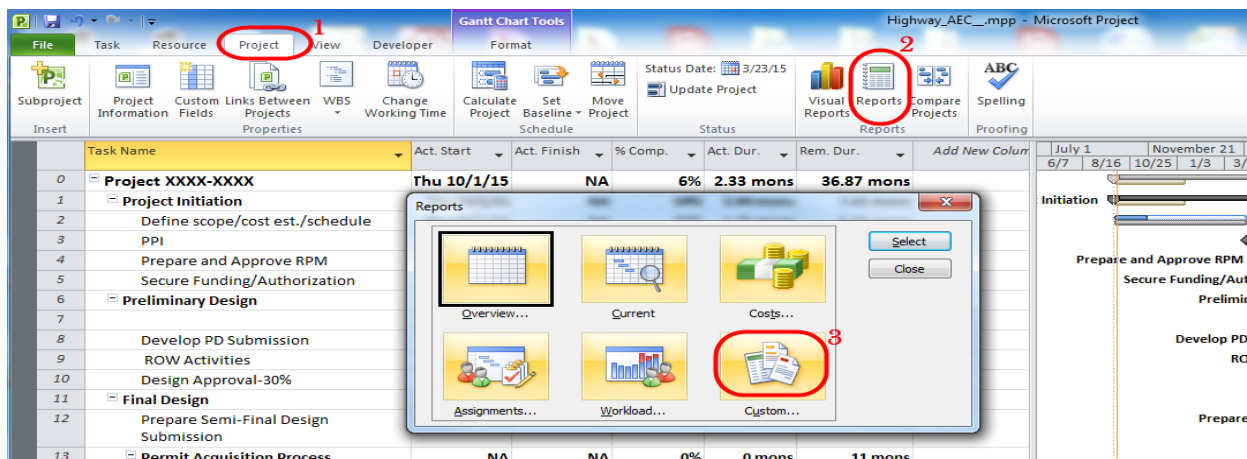 Gantt Chart Tools
Highway_AEC__.mpp - Microsoft Project
1
File Task Resource Project View Developer Format
2
Subproject
Project Information
Custom Fields
Links Between Projects
WBS
Change Working Time
Calculate Project
Set Baseline
Move Project
Status Date: 3/23/15
Update Project
Visual Reports
Reports
Compare Projects
ABC
Spelling
Insert Properties Schedule Status Reports Proofing
Task Name Act. Start Act. Finish % Comp. Act. Dur. Rem. Dur. Add New Colum
July 1 November 21
6/7 8/16 10/25 1/3 3/
0 Project XXXX-XXXX Thu 10/1/15 NA 6% 2.33 mons 36.87 mons
1 Project Initiation
Initiation
2 Define scope/cost est./schedule
3 PPI
4 Prepare and Approve RPM
Prepare and Approve RPM
5 Secure Funding/Authorization
Secure Funding/Aut
6 Preliminary Design
Prelimin
7
8 Develop PD Submission
Develop PD
9 ROW Activities
RO
10 Design Approval-30%
11 Final Design
12 Prepare Semi-Final Design
Submission
Prepare
13 Permit Acquisition Process NA NA 0% 0 mons 11 mons
Reports
Select
Close
Overview...
Current
Costs...
3
Assignments...
Workload...
Custom...